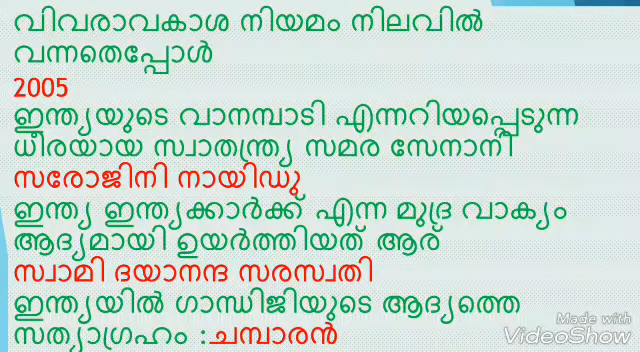 വിവരാവകാശ നിയമം നിലവിൽ
വന്നതെപ്പോൾ
2005
ഇന്ത്യയുടെ വാനമ്പാടി എന്നറിയപ്പെടുന്ന
ധീരയായ സ്വാതന്ത്ര്യ സമര സേനാനി
സരോജിനി നായിഡു
ഇന്ത്യ ഇന്ത്യക്കാർക്ക് എന്ന മുദ്ര വാക്യം
ആദ്യമായി ഉയർത്തിയത് ആര്
സ്വാമി ദയാനന്ദ സരസ്വതി
ഇന്ത്യയിൽ ഗാന്ധിജിയുടെ ആദ്യത്തെ
സത്യാഗ്രഹം :ചമ്പാരൻ
Made with
VideoShow